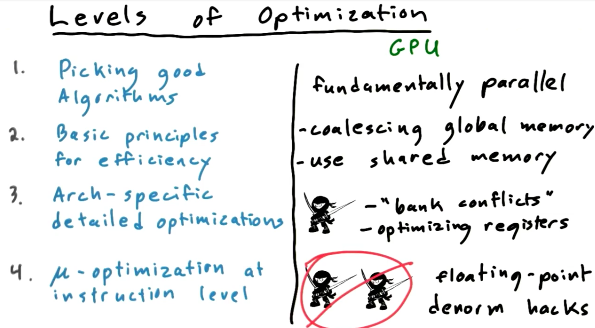 Levels of Optimization
GPU
1. Picking good
Algorithms
fundamentally parallel
2. Basic principles
for efficiency
-coalescing global memory
-use shared memory
3. Arch-specific
detailed optimizations
-"bank conflicts"
-optimizing registers
4. μ-optimization at
instruction level
floating-point
denorm hacks